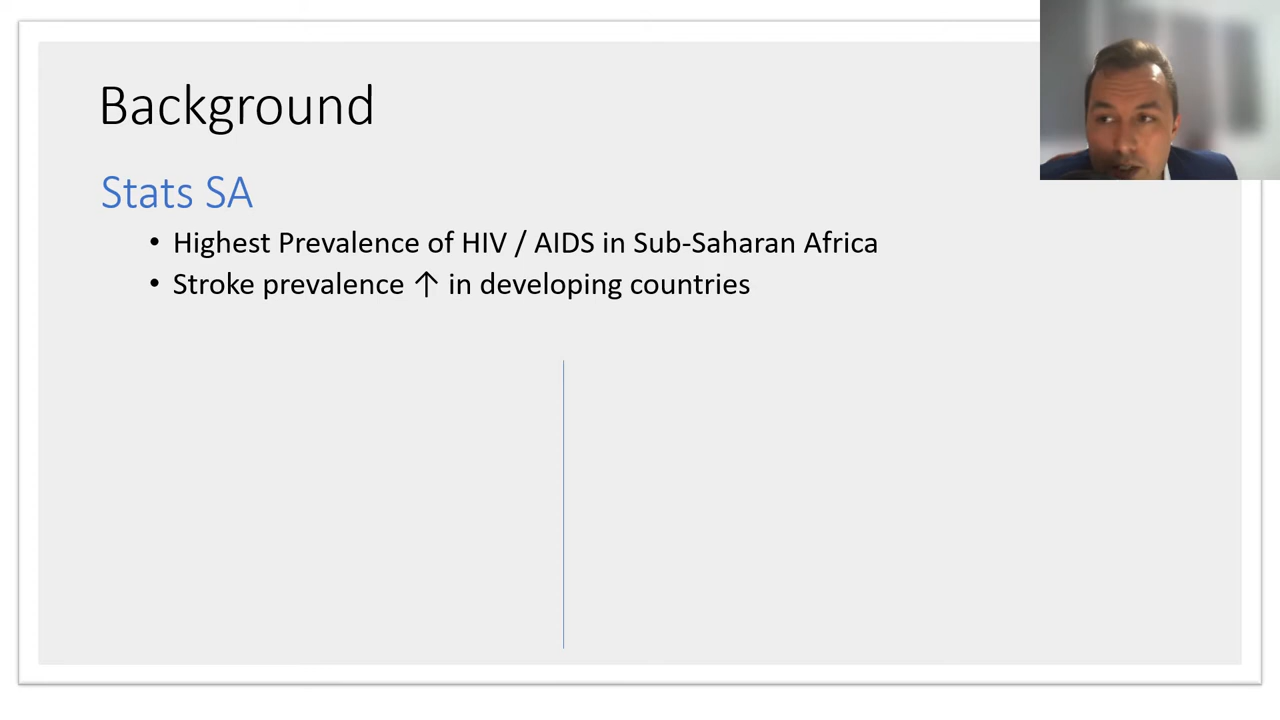 Background
Stats SA
• Highest Prevalence of HIV / AIDS in Sub-Saharan Africa
• Stroke prevalence ↑ in developing countries